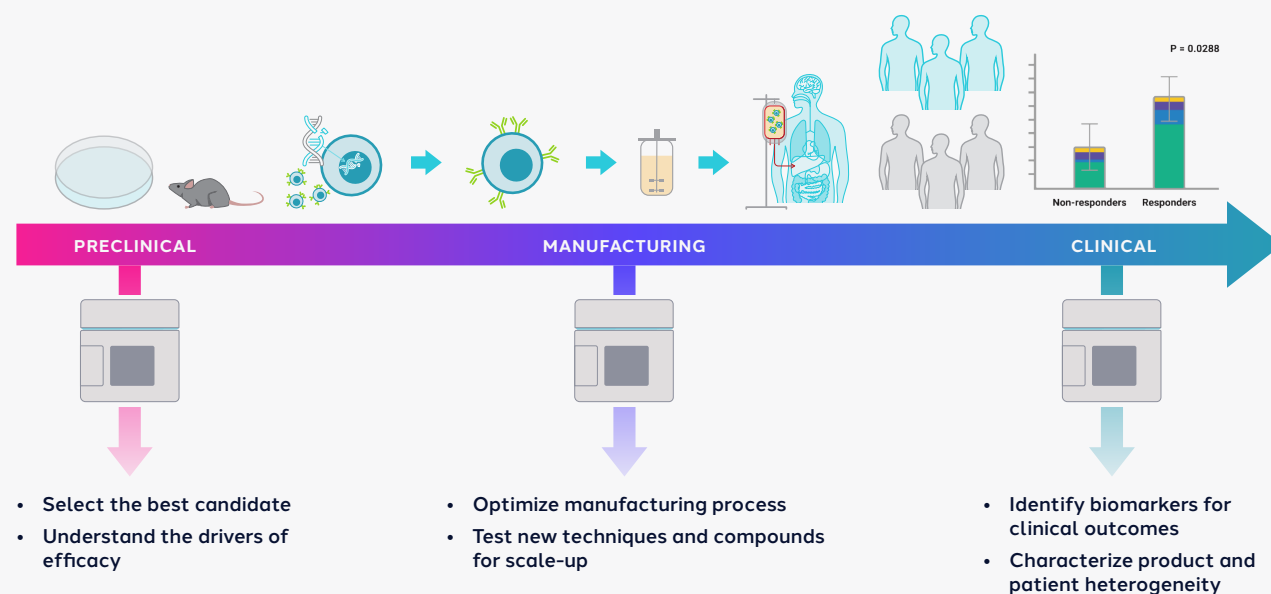 P = 0.0288
Non-responders Responders
PRECLINICAL
MANUFACTURING
CLINICAL
• Select the best candidate
• Understand the drivers of
efficacy
• Optimize manufacturing process
• Test new techniques and compounds
for scale-up
• Identify biomarkers for
clinical outcomes
• Characterize product and
patient heterogeneity